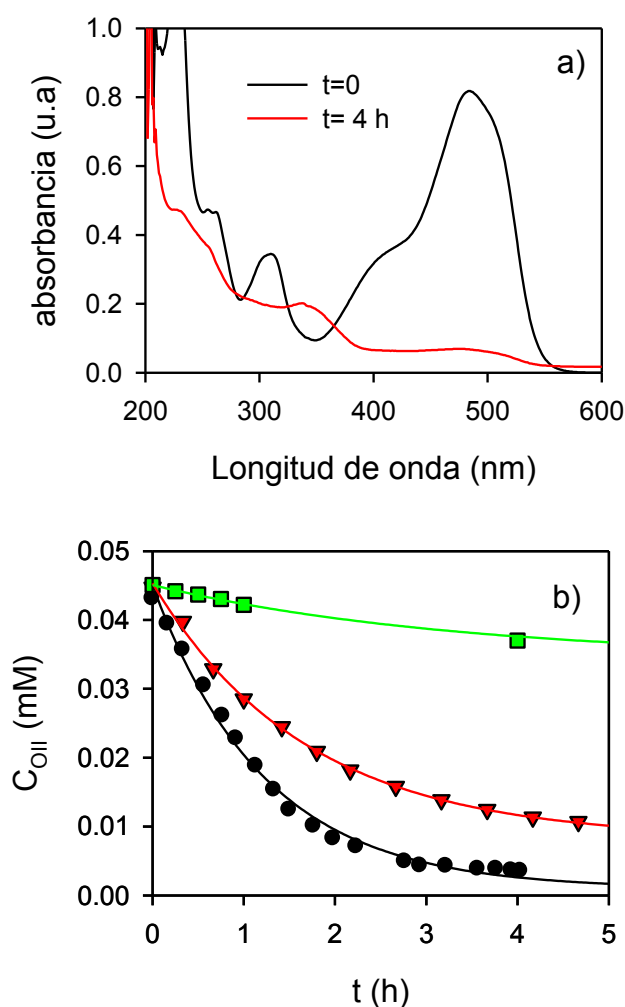 1.0
0.8
0.6
0.4
0.2
0.0
absorbancia (u.a)
a)
t=0
t= 4 h
200 300 400 500 600
Longitud de onda (nm)
0.05
0.04
0.03
0.02
0.01
0.00
C_OII (mM)
b)
0 1 2 3 4 5
t (h)